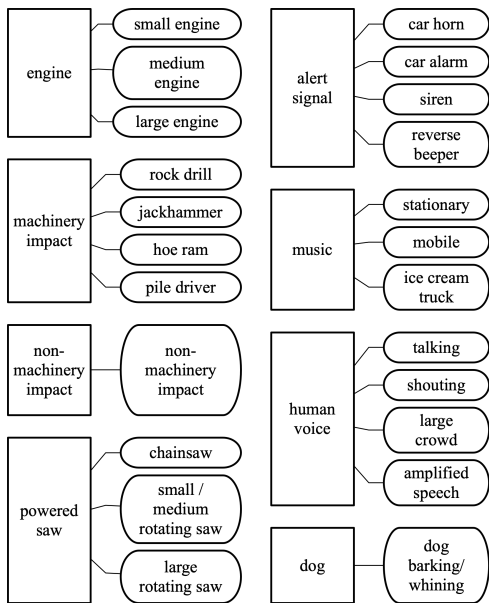 engine
small engine
medium
engine
large engine
machinery
impact
rock drill
jackhammer
hoe ram
pile driver
non-
machinery
impact
non-
machinery
impact
powered
saw
chainsaw
small /
medium
rotating saw
large
rotating saw
alert
signal
car horn
car alarm
siren
reverse
beeper
music
stationary
mobile
ice cream
truck
human
voice
talking
shouting
large
crowd
amplified
speech
dog
dog
barking/
whining